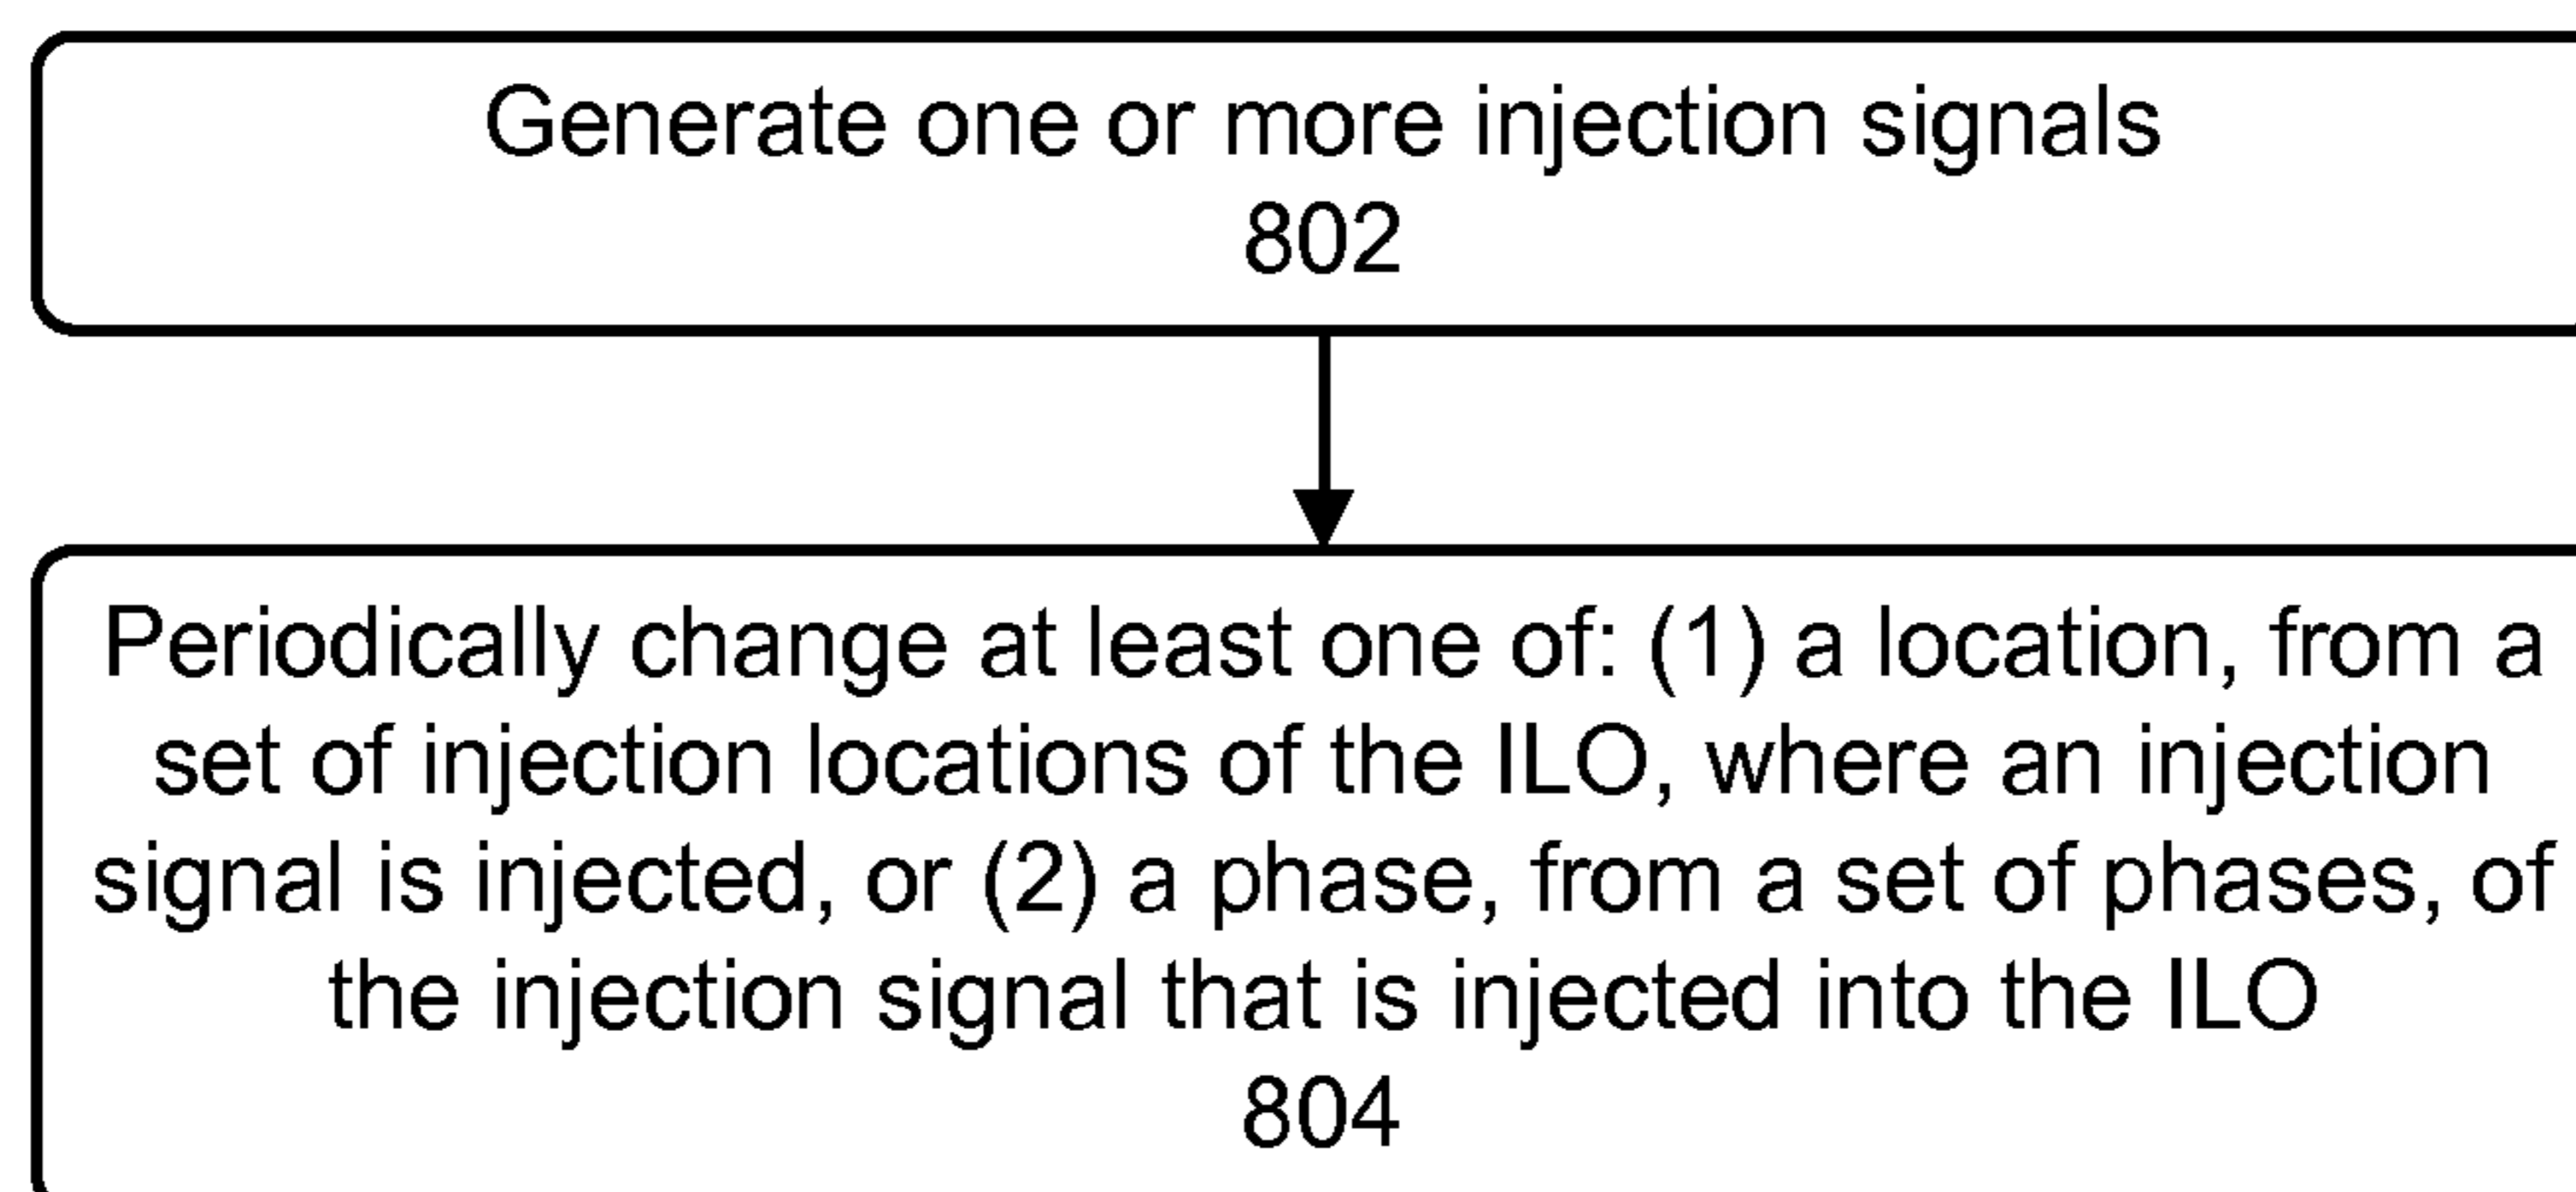 Generate one or more injection signals
802
Periodically change at least one of: (1) a location, from a
set of injection locations of the ILO, where an injection
signal is injected, or (2) a phase, from a set of phases, of
the injection signal that is injected into the ILO
804